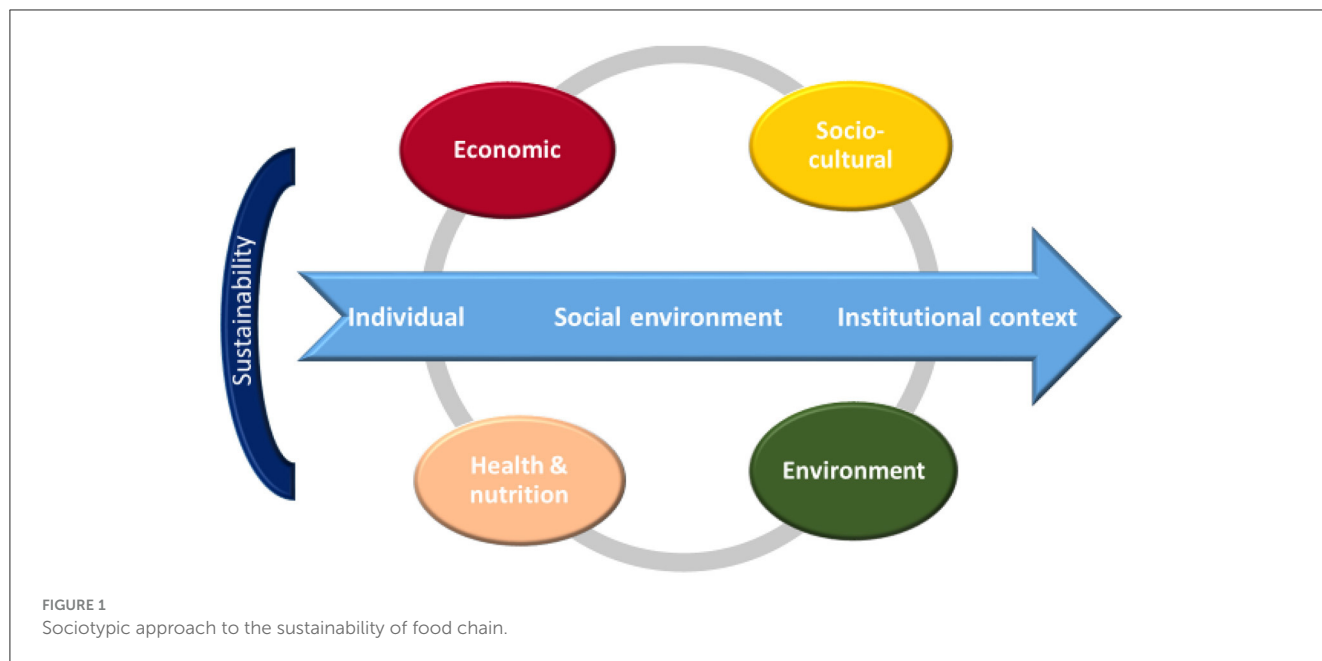 Economic
Socio-
cultural
Sustainability
Individual Social environment Institutional context
Health &
nutrition
Environment
FIGURE 1
Sociotypic approach to the sustainability of food chain.